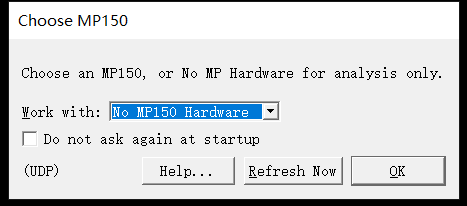 Choose MP150
Choose an MP150, or No MP Hardware for analysis only.
Work with: No MP150 Hardware
Do not ask again at startup
(UDP) Help... Refresh Now OK